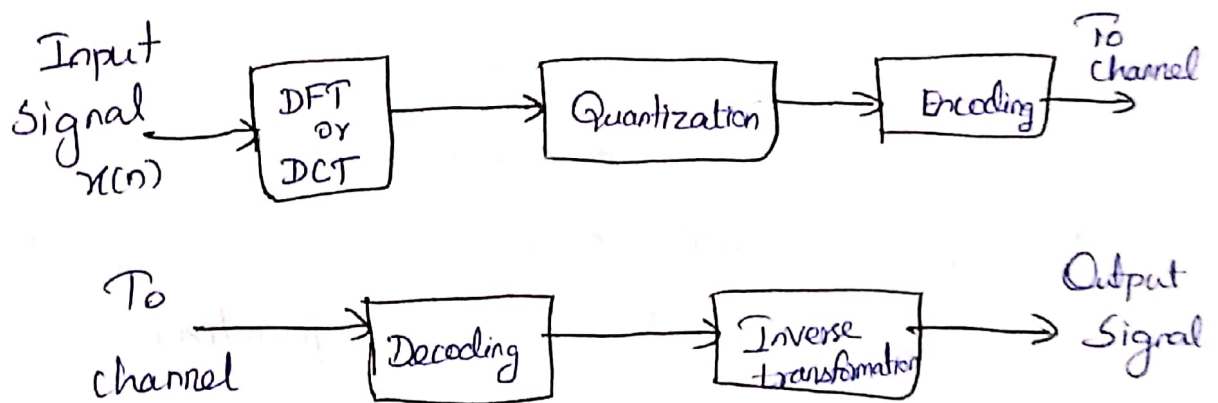 Input
Signal
x(n)
DFT
or
DCT
Quantization
Encoding
To
channel
To
channel
Decoding
Inverse
transformation
Output
Signal